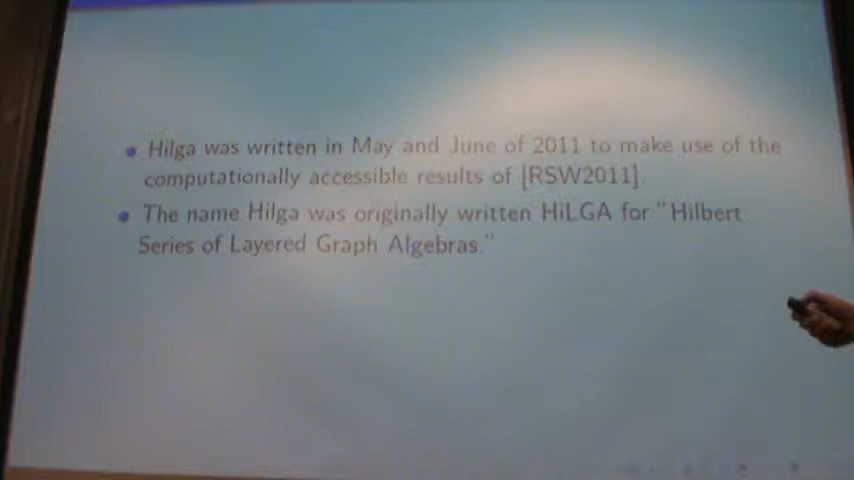 Hilga was written in May and June of 2011 to make use of the
computationally accessible results of [RSW2011].
The name Hilga was originally written HiLGA for "Hilbert
Series of Layered Graph Algebras."